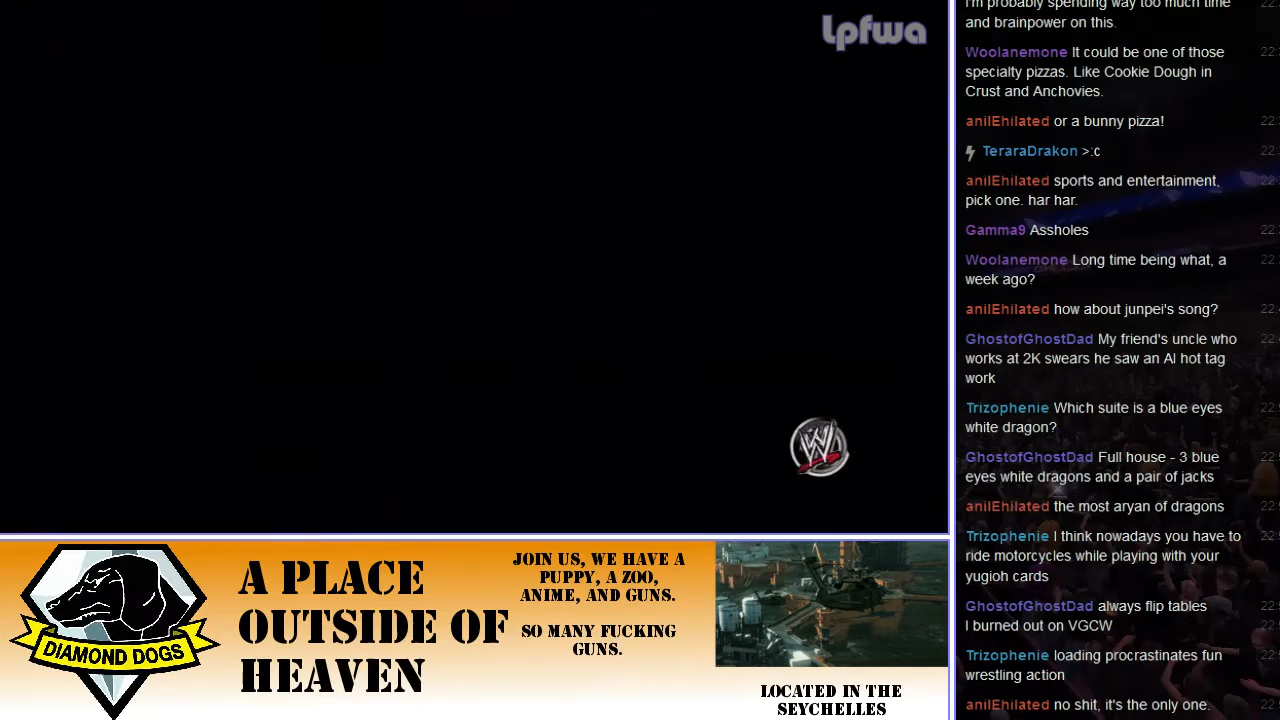 lpfwa
W
DIAMOND DOGS
A PLACE
OUTSIDE OF
HEAVEN
JOIN US, WE HAVE A
PUPPY, A ZOO,
ANIME, AND GUNS.
SO MANY FUCKING
GUNS.
LOCATED IN THE
SEYCHELLES
I'm probably spending way too much time
and brainpower on this.
Woolanemone It could be one of those
specialty pizzas. Like Cookie Dough in
Crust and Anchovies.
anilEhilated or a bunny pizza!
TeraraDrakon >:c
anilEhilated sports and entertainment,
pick one. har har.
Gamma9 Assholes
Woolanemone Long time being what, a
week ago?
anilEhilated how about junpei's song?
GhostofGhostDad My friend's uncle who
works at 2K swears he saw an AI hot tag
work
Trizophenie Which suite is a blue eyes
white dragon?
GhostofGhostDad Full house - 3 blue
eyes white dragons and a pair of jacks
anilEhilated the most aryan of dragons
Trizophenie I think nowadays you have to
ride motorcycles while playing with your
yugioh cards
GhostofGhostDad always flip tables
I burned out on VGCW
Trizophenie loading procrastinates fun
wrestling action
anilEhilated no shit, it's the only one.